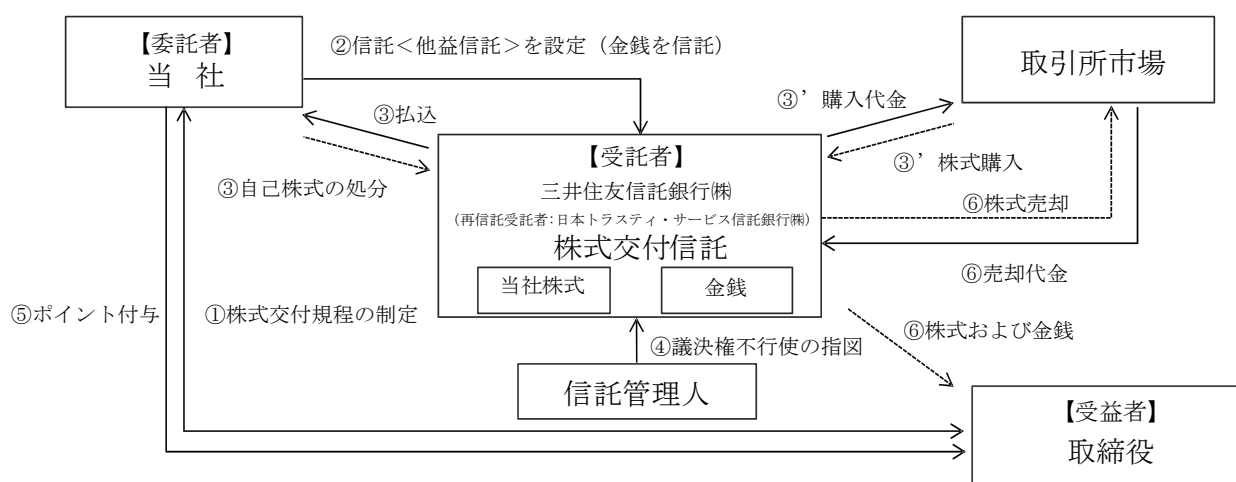 【委託者】
当 社
②信託＜他益信託＞を設定（金銭を信託）
取引所市場
③払込
③’購入代金
③自己株式の処分
【受託者】
三井住友信託銀行㈱
(再信託受託者:日本トラスティ・サービス信託銀行㈱)
株式交付信託
当社株式
金銭
③’株式購入
⑥株式売却
⑥売却代金
⑤ポイント付与
①株式交付規程の制定
⑥株式および金銭
④議決権不行使の指図
信託管理人
【受益者】
取締役